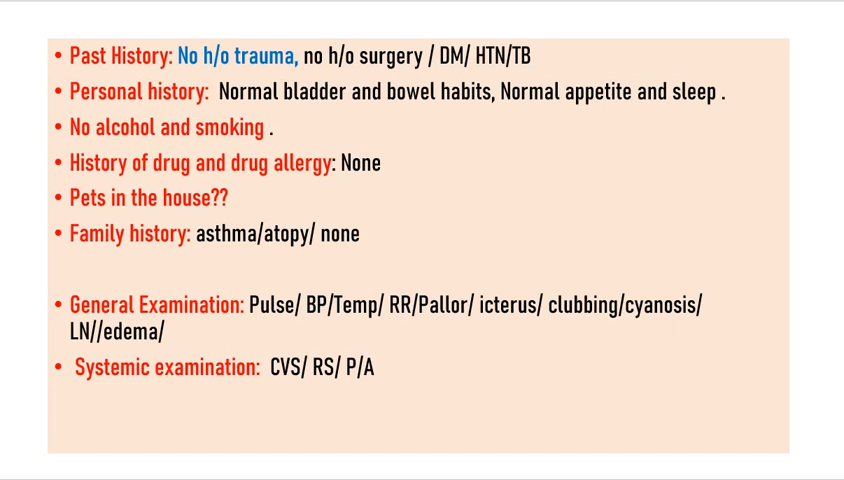 • Past History: No h/o trauma, no h/o surgery / DM/ HTN/TB
• Personal history:  Normal bladder and bowel habits, Normal appetite and sleep .
• No alcohol and smoking .
• History of drug and drug allergy: None
• Pets in the house??
• Family history: asthma/atopy/ none
• General Examination: Pulse/ BP/Temp/ RR/Pallor/ icterus/ clubbing/cyanosis/
LN//edema/
• Systemic examination:  CVS/ RS/ P/A